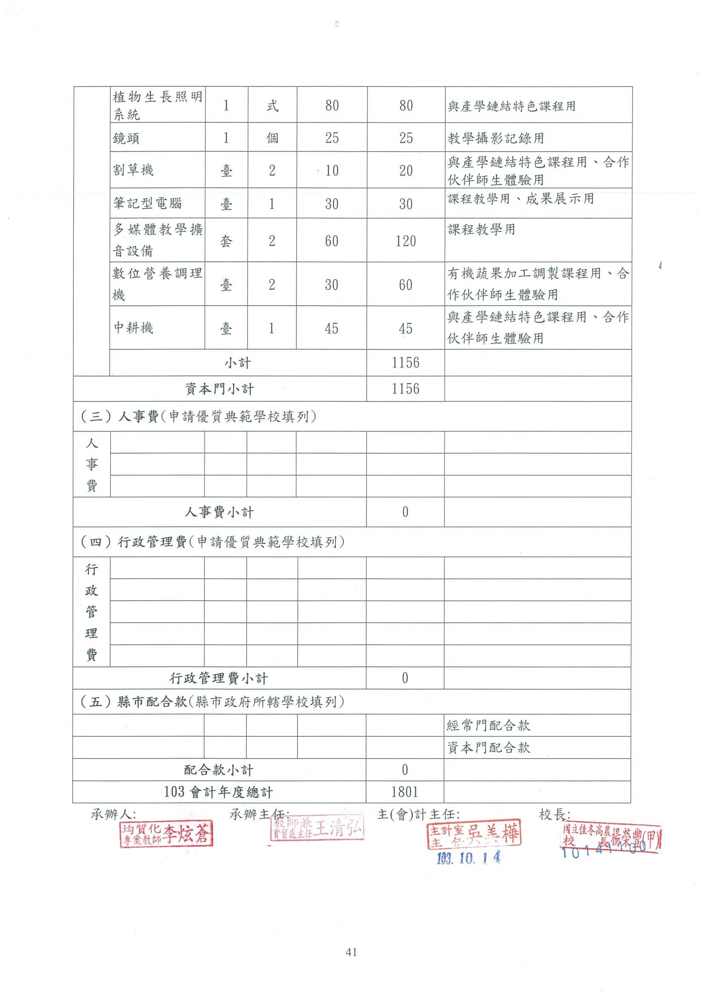 植物生長照明
系統 1 式 80 80 與產學鏈結特色課程用
鏡頭 1 個 25 25 教學攝影記錄用
割草機 臺 2 10 20 與產學鏈結特色課程用、合作
伙伴師生體驗用
筆記型電腦 臺 1 30 30 課程教學用、成果展示用
多媒體教學擴
音設備 套 2 60 120 課程教學用
數位營養調理
機 臺 2 30 60 有機蔬果加工調製課程用、合
作伙伴師生體驗用
中耕機 臺 1 45 45 與產學鏈結特色課程用、合作
伙伴師生體驗用
小計 1156
資本門小計 1156
（三）人事費(申請優質典範學校填列)
人
事
費
人事費小計 0
（四）行政管理費(申請優質典範學校填列)
行
政
管
理
費
行政管理費小計 0
（五）縣市配合款(縣市政府所轄學校填列)
經常門配合款
資本門配合款
配合款小計 0
103 會計年度總計 1801
承辦人: 承辦主任: 主(會)計主任: 校長:
均質化
專案教師 李炫蒼
教師兼
實習處主任 王清弘
主計室
主 任 吳美樺
103. 10. 14
國立佳冬高農
校 長 楊榮豐(甲)
10141100
41